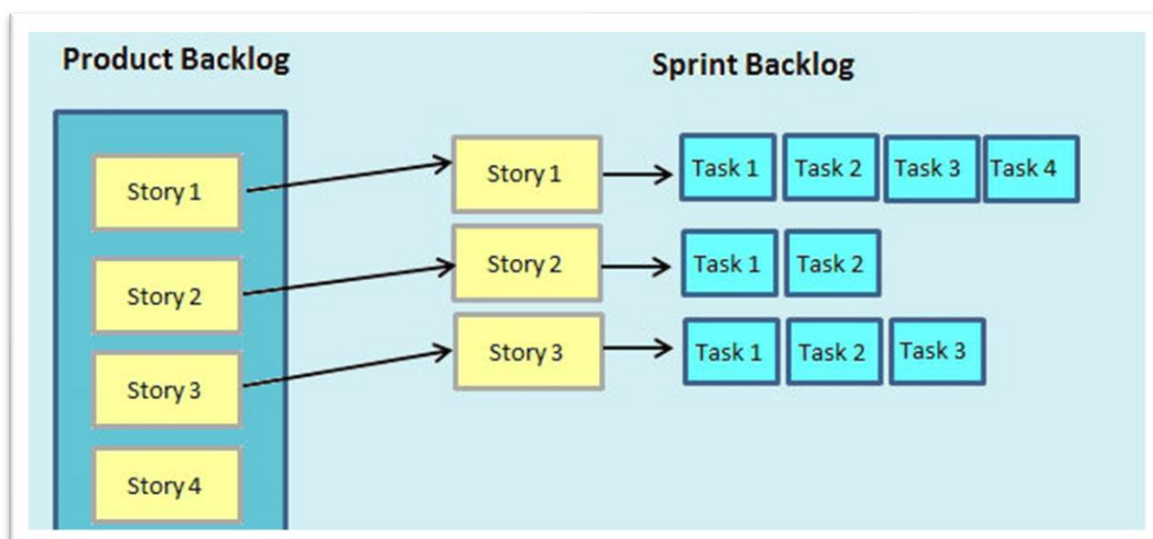 Product Backlog
Sprint Backlog
Story 1
Story 1
Task 1
Task 2
Task 3
Task 4
Story 2
Story 2
Task 1
Task 2
Story 3
Story 3
Task 1
Task 2
Task 3
Story 4